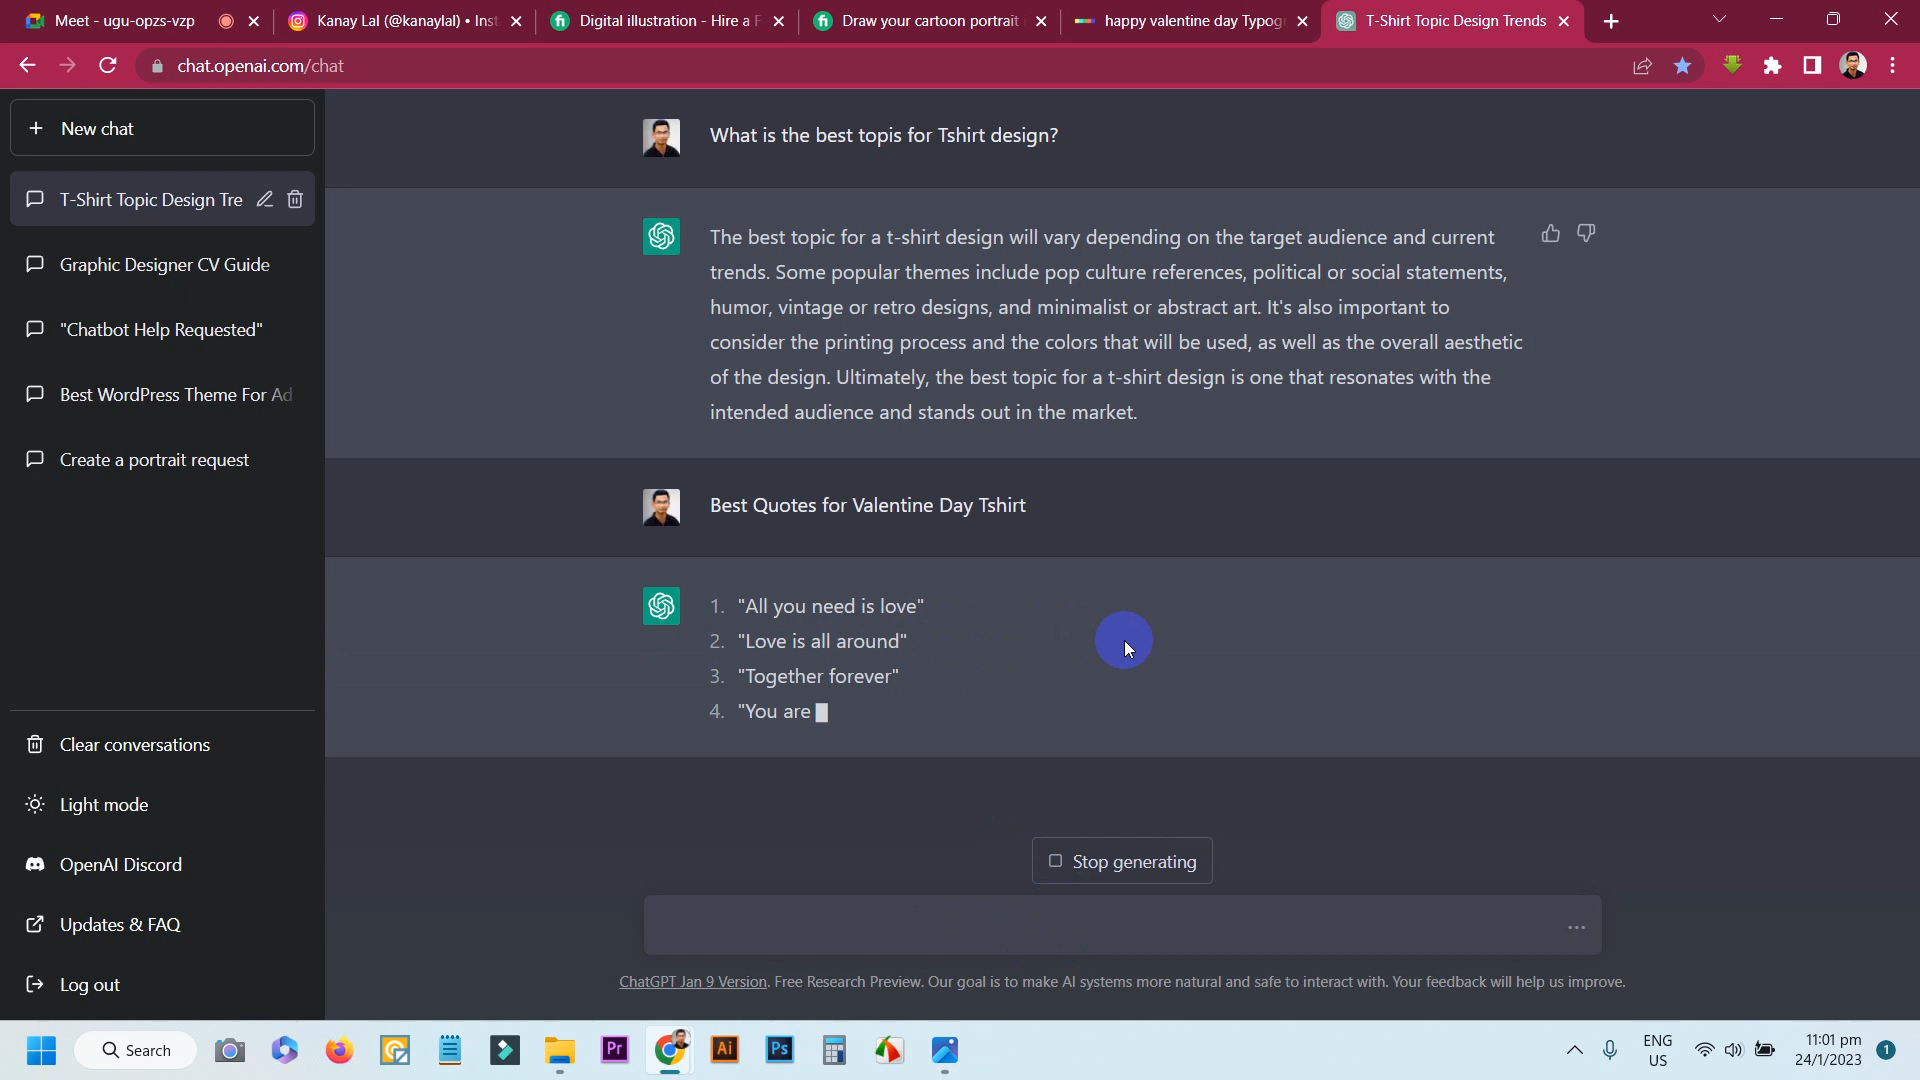 Meet - ugu-opzs-vzp
Kanay Lal (@kanaylal) • Inst
Digital illustration - Hire a F
Draw your cartoon portrait
happy valentine day Typogr
T-Shirt Topic Design Trends
chat.openai.com/chat
New chat
T-Shirt Topic Design Tre
Graphic Designer CV Guide
"Chatbot Help Requested"
Best WordPress Theme For Ad
Create a portrait request
Clear conversations
Light mode
OpenAI Discord
Updates & FAQ
Log out
What is the best topis for Tshirt design?
The best topic for a t-shirt design will vary depending on the target audience and current
trends. Some popular themes include pop culture references, political or social statements,
humor, vintage or retro designs, and minimalist or abstract art. It's also important to
consider the printing process and the colors that will be used, as well as the overall aesthetic
of the design. Ultimately, the best topic for a t-shirt design is one that resonates with the
intended audience and stands out in the market.
Best Quotes for Valentine Day Tshirt
1. "All you need is love"
2. "Love is all around"
3. "Together forever"
4. "You are
Stop generating
ChatGPT Jan 9 Version. Free Research Preview. Our goal is to make AI systems more natural and safe to interact with. Your feedback will help us improve.
Search
Pr
Ai
Ps
ENG
US
11:01 pm
24/1/2023
1